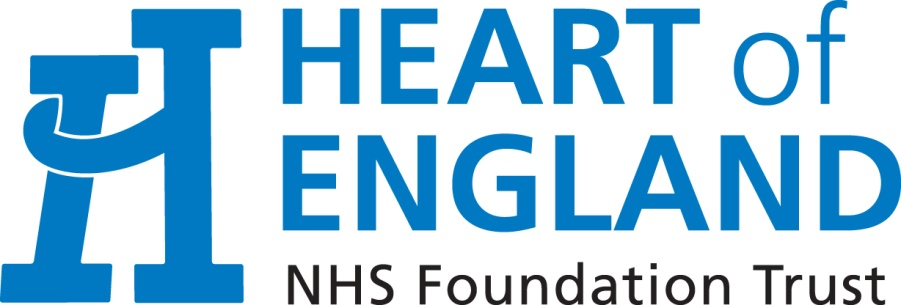 HEART of
ENGLAND
NHS Foundation Trust